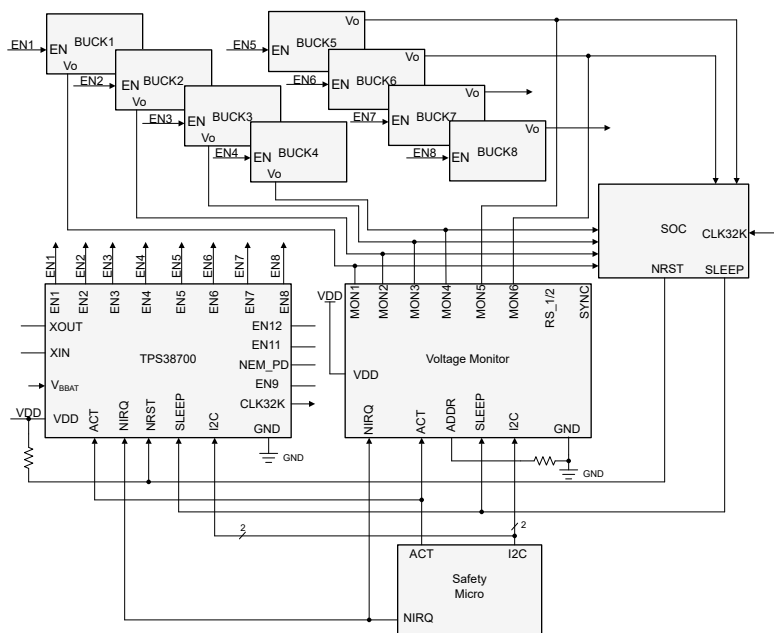 EN1
EN
BUCK1
Vo
EN2
EN
BUCK2
Vo
EN3
EN
BUCK3
Vo
EN4
EN
BUCK4
Vo
EN5
EN
BUCK5
Vo
EN6
EN
BUCK6
Vo
EN7
EN
BUCK7
Vo
EN8
EN
BUCK8
Vo
SOC
CLK32K
NRST
SLEEP
EN1
EN2
EN3
EN4
EN5
EN6
EN7
EN8
EN1
EN2
EN3
EN4
EN5
EN6
EN7
EN8
XOUT
XIN
VBBAT
VDD
VDD
TPS38700
EN12
EN11
NEM_PD
EN9
CLK32K
ACT
NIRQ
NRST
SLEEP
I2C
GND
GND
VDD
MON1
MON2
MON3
MON4
MON5
MON6
RS_1/2
SYNC
Voltage Monitor
VDD
NIRQ
ACT
ADDR
SLEEP
I2C
GND
GND
2
2
ACT
I2C
Safety
Micro
NIRQ